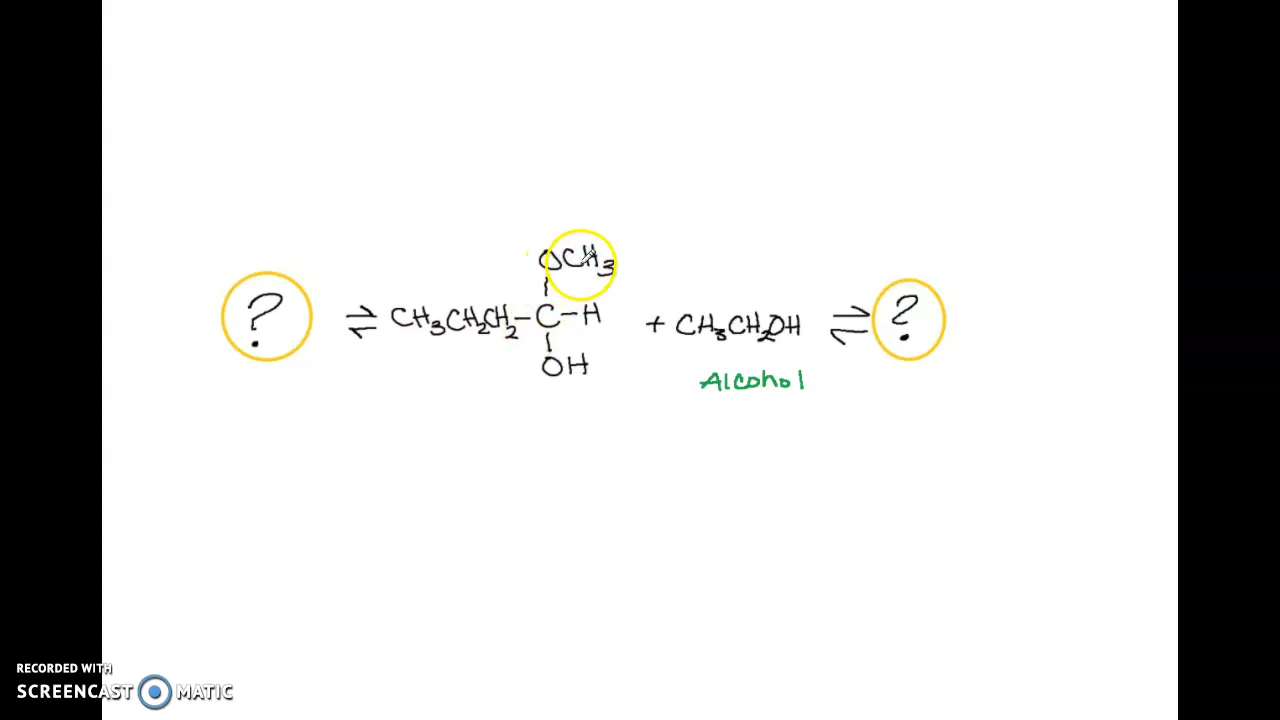 OCH3
? ⇌ CH3CH2CH2-C-H + CH3CH2OH ⇌ ?
OH
Alcohol
RECORDED WITH
SCREENCAST MATIC